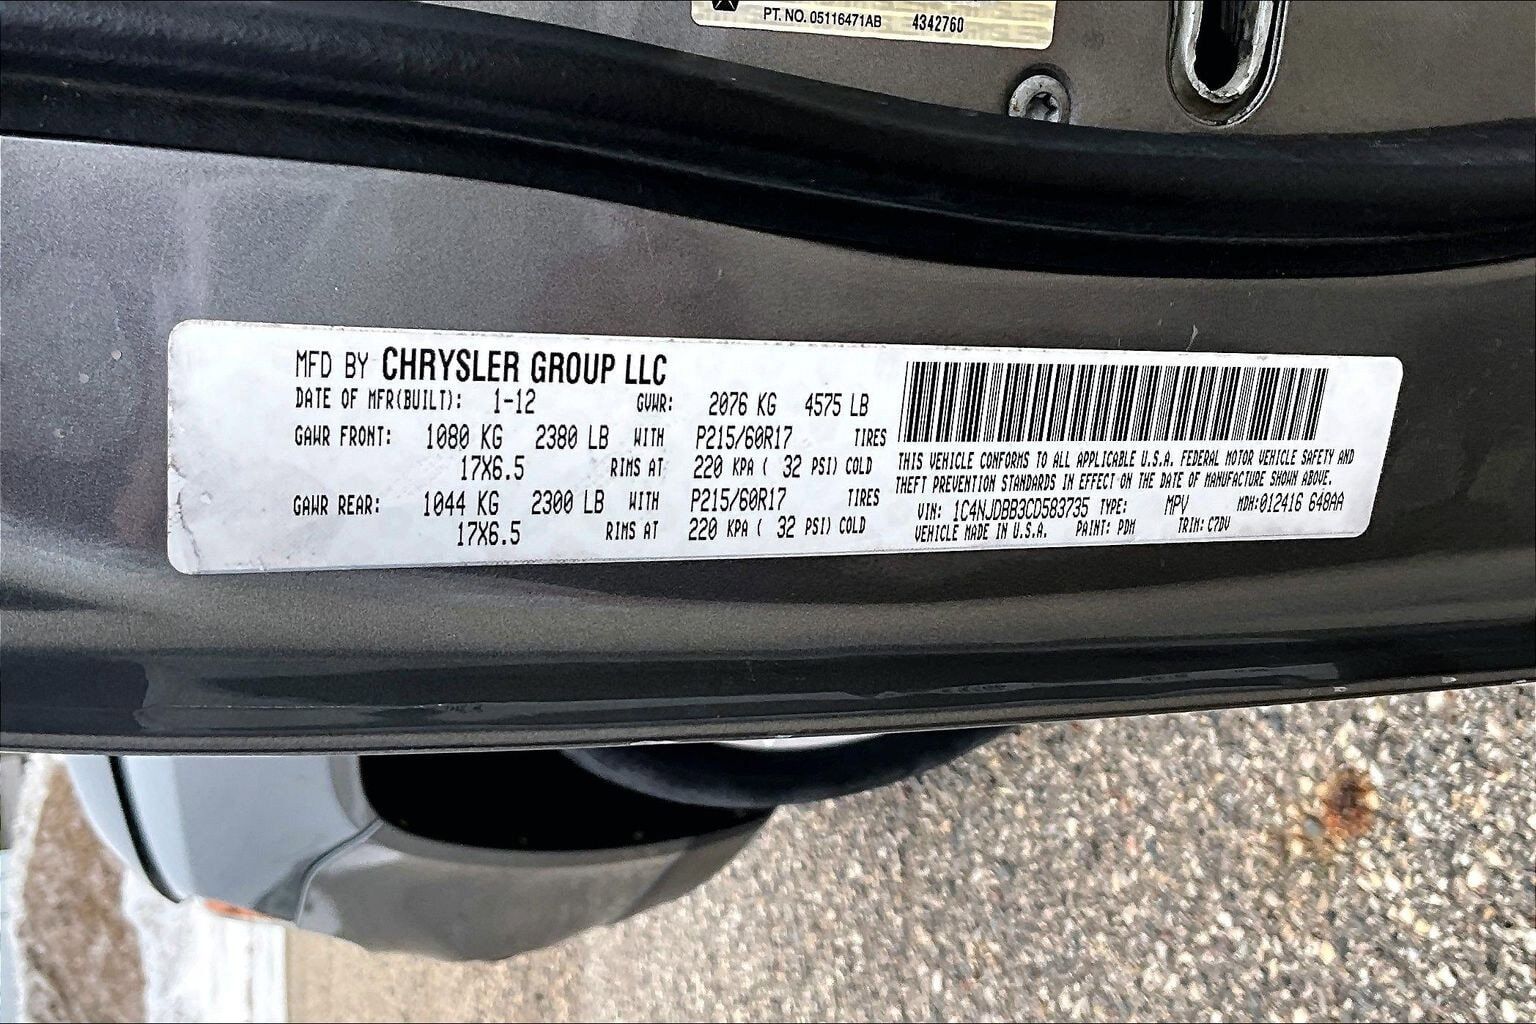 PT. NO. 05116471AB 4342760
MFD BY CHRYSLER GROUP LLC
DATE OF MFR(BUILT): 1-12 GVWR: 2076 KG 4575 LB
GAWR FRONT: 1080 KG 2380 LB WITH P215/60R17 TIRES
17X6.5 RIMS AT 220 KPA ( 32 PSI) COLD
GAWR REAR: 1044 KG 2300 LB WITH P215/60R17 TIRES
17X6.5 RIMS AT 220 KPA ( 32 PSI) COLD
THIS VEHICLE CONFORMS TO ALL APPLICABLE U.S.A. FEDERAL MOTOR VEHICLE SAFETY AND
THEFT PREVENTION STANDARDS IN EFFECT ON THE DATE OF MANUFACTURE SHOWN ABOVE.
VIN: 1C4NJDBB3CD583735 TYPE: MPV MDH:012416 648AA
VEHICLE MADE IN U.S.A. PAINT: PDM TRIM: C7DV